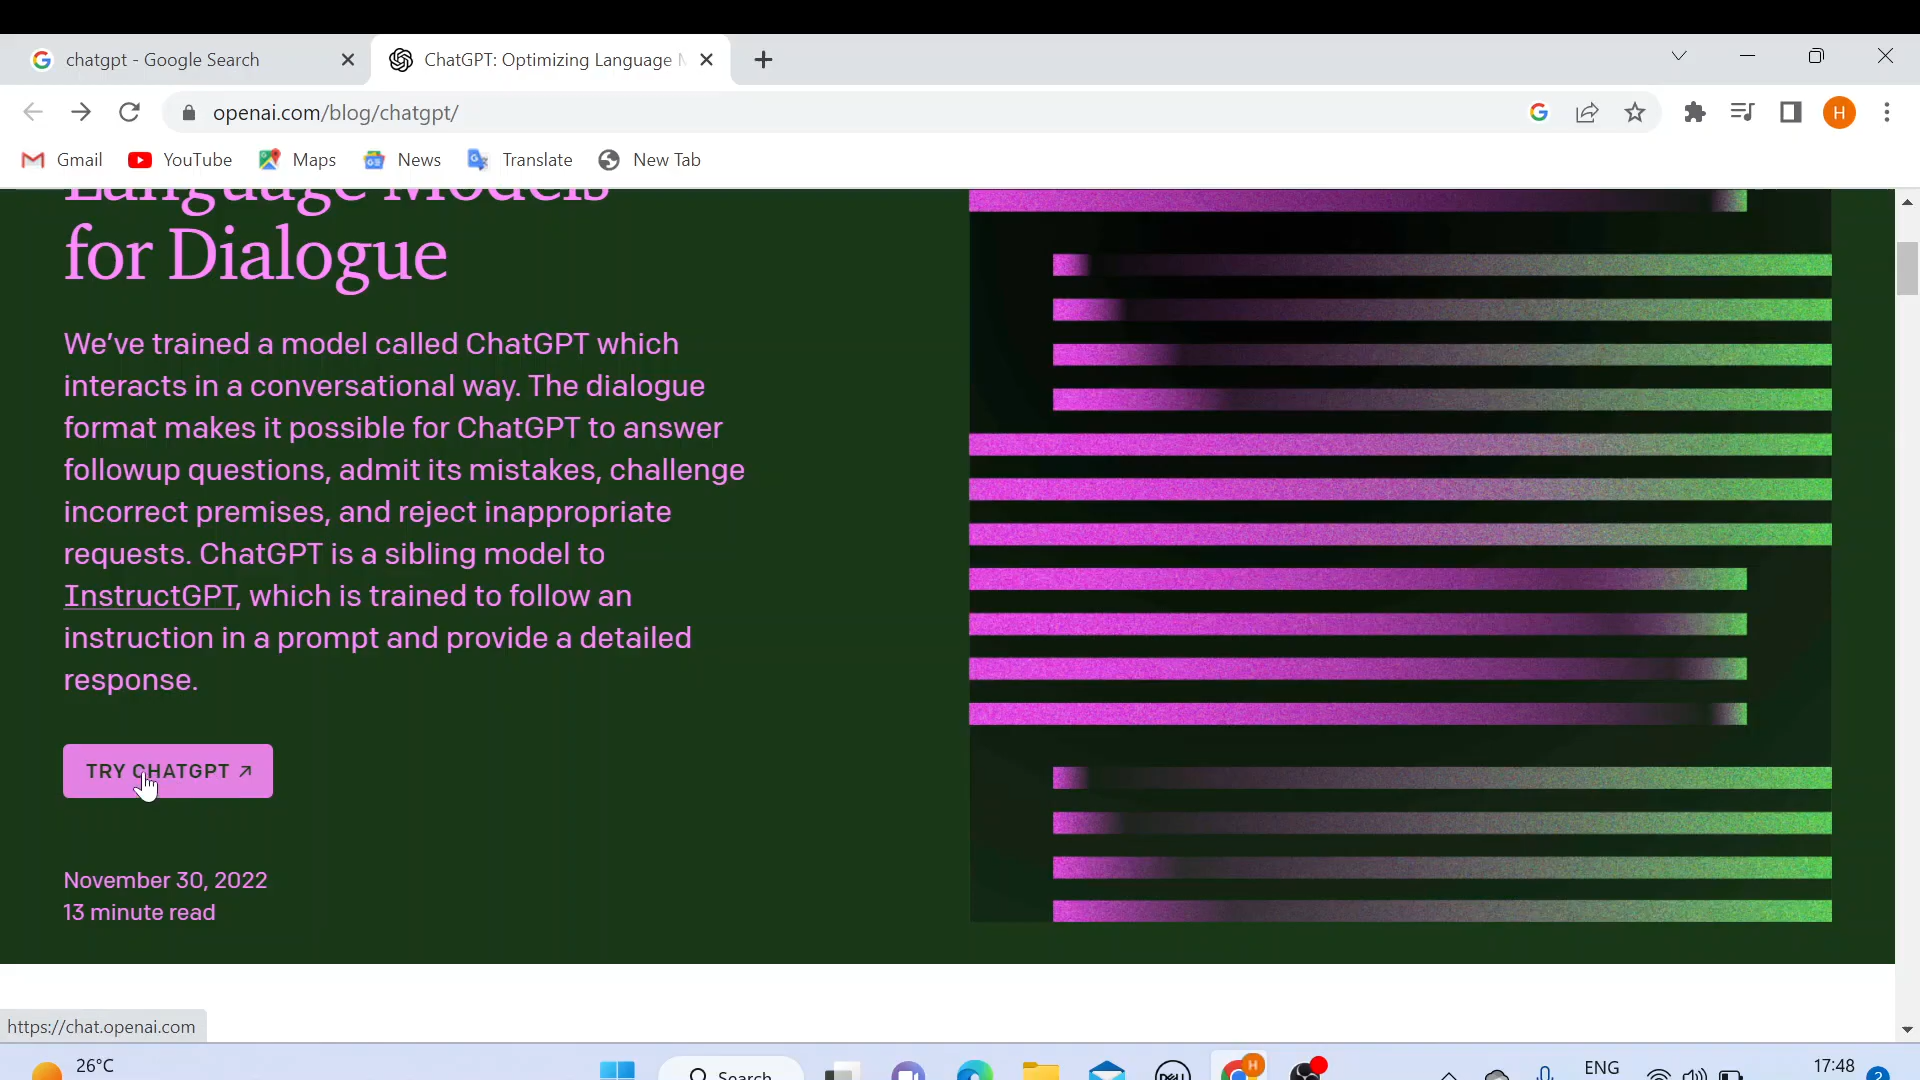 chatgpt - Google Search
ChatGPT: Optimizing Language
openai.com/blog/chatgpt/
H
Gmail
YouTube
Maps
News
Translate
New Tab
Language Models
for Dialogue
We've trained a model called ChatGPT which
interacts in a conversational way. The dialogue
format makes it possible for ChatGPT to answer
followup questions, admit its mistakes, challenge
incorrect premises, and reject inappropriate
requests. ChatGPT is a sibling model to
InstructGPT, which is trained to follow an
instruction in a prompt and provide a detailed
response.
TRY CHATGPT ↗
November 30, 2022
13 minute read
https://chat.openai.com
26°C
Search
DELL
H
ENG
17:48
2